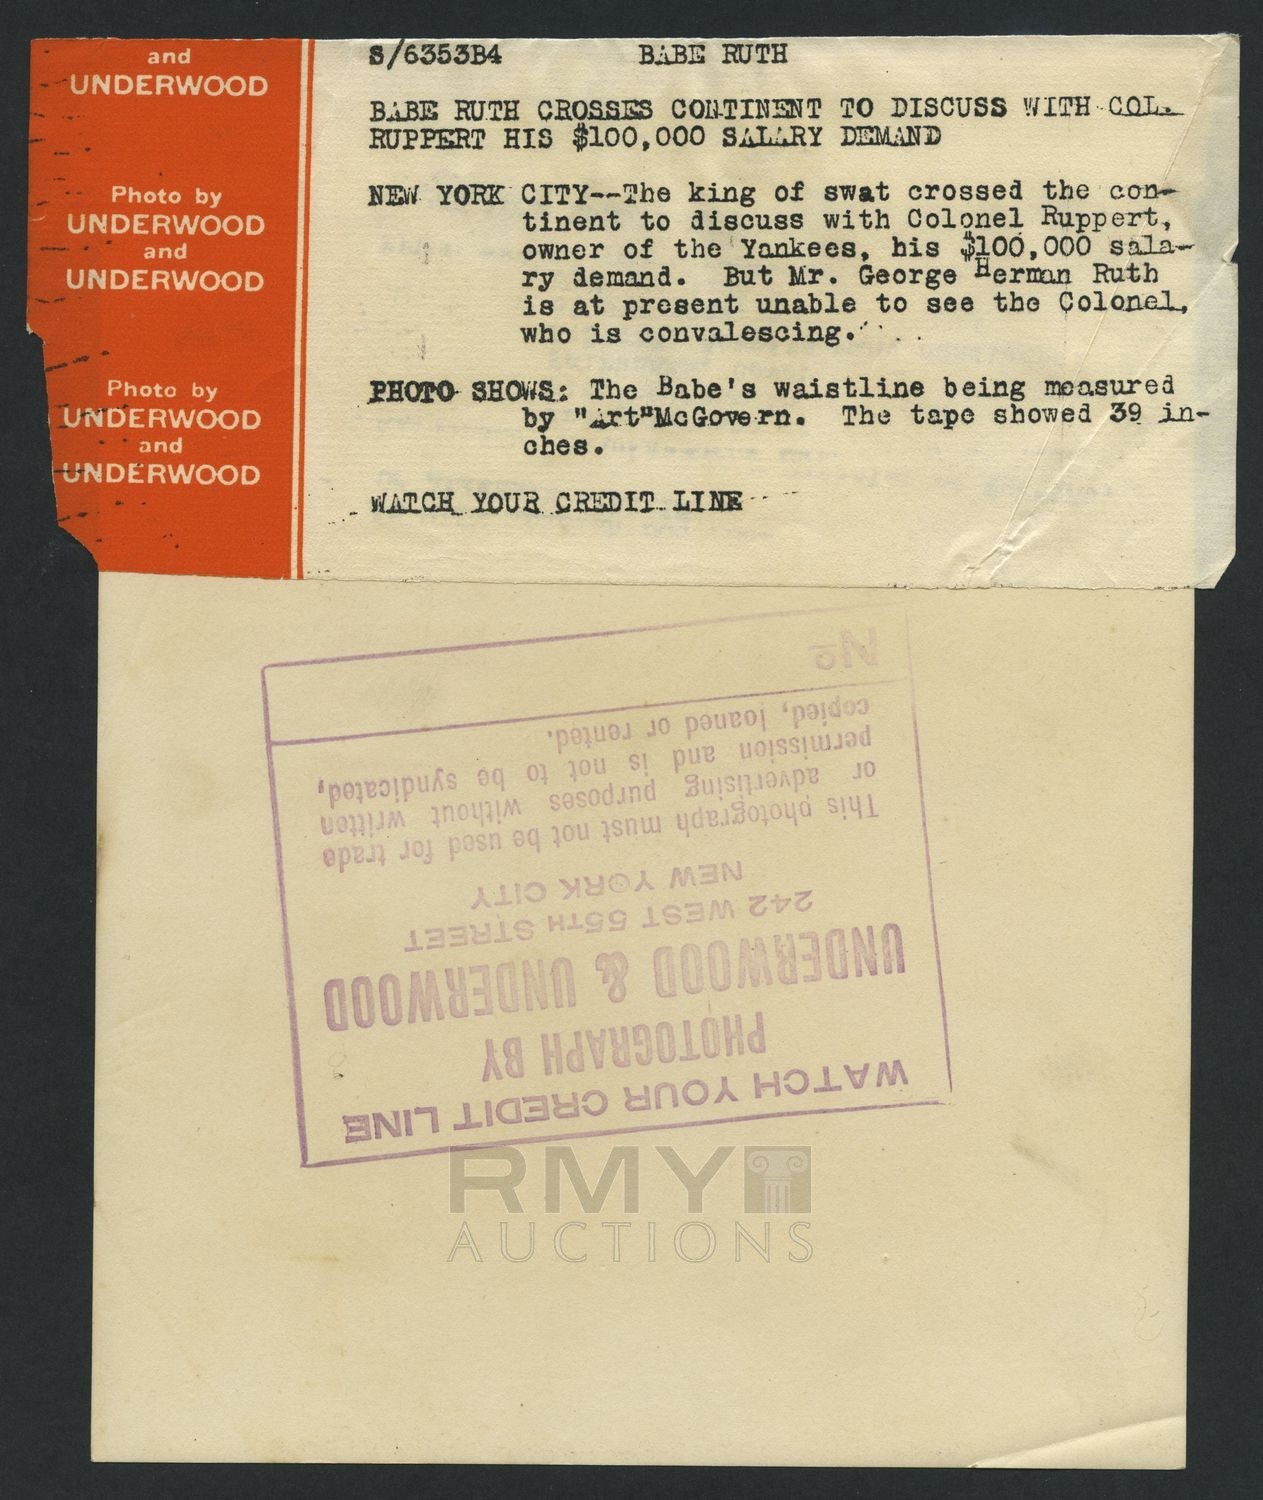 and
UNDERWOOD
Photo by
UNDERWOOD
and
UNDERWOOD
Photo by
UNDERWOOD
and
UNDERWOOD
S/6353B4 BABE RUTH
BABE RUTH CROSSES CONTINENT TO DISCUSS WITH COL.
RUPPERT HIS $100,000 SALARY DEMAND
NEW YORK CITY--The king of swat crossed the con-
tinent to discuss with Colonel Ruppert,
owner of the Yankees, his $100,000 sala-
ry demand. But Mr. George Herman Ruth
is at present unable to see the Colonel,
who is convalescing.
PHOTO SHOWS: The Babe's waistline being measured
by "Art"McGovern. The tape showed 39 in-
ches.
WATCH YOUR CREDIT LINE
WATCH YOUR CREDIT LINE
PHOTOGRAPH BY
UNDERWOOD & UNDERWOOD
242 WEST 55TH STREET
NEW YORK CITY
This photograph must not be used for trade
or advertising purposes without written
permission and is not to be syndicated,
copied, loaned or rented.
No
RMY
AUCTIONS